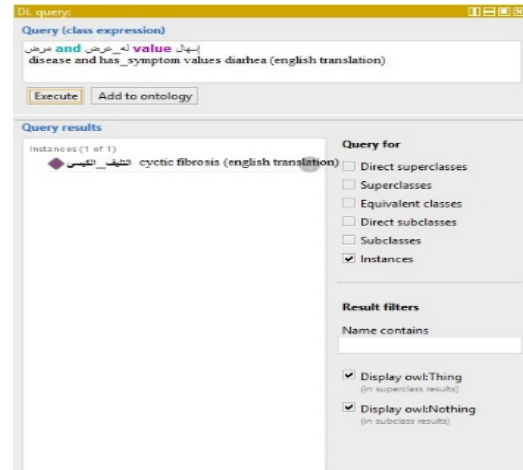 DL query:
Query (class expression)
مرض and له_عرض value إسهال
disease and has_symptom values diarhea (english translation)
Execute
Add to ontology
Query results
Instances (1 of 1)
التليف_الكيسي cyctic fibrosis (english translation)
Query for
Direct superclasses
Superclasses
Equivalent classes
Direct subclasses
Subclasses
Instances
Result filters
Name contains
Display owl:Thing
(in superclass results)
Display owl:Nothing
(in subclass results)